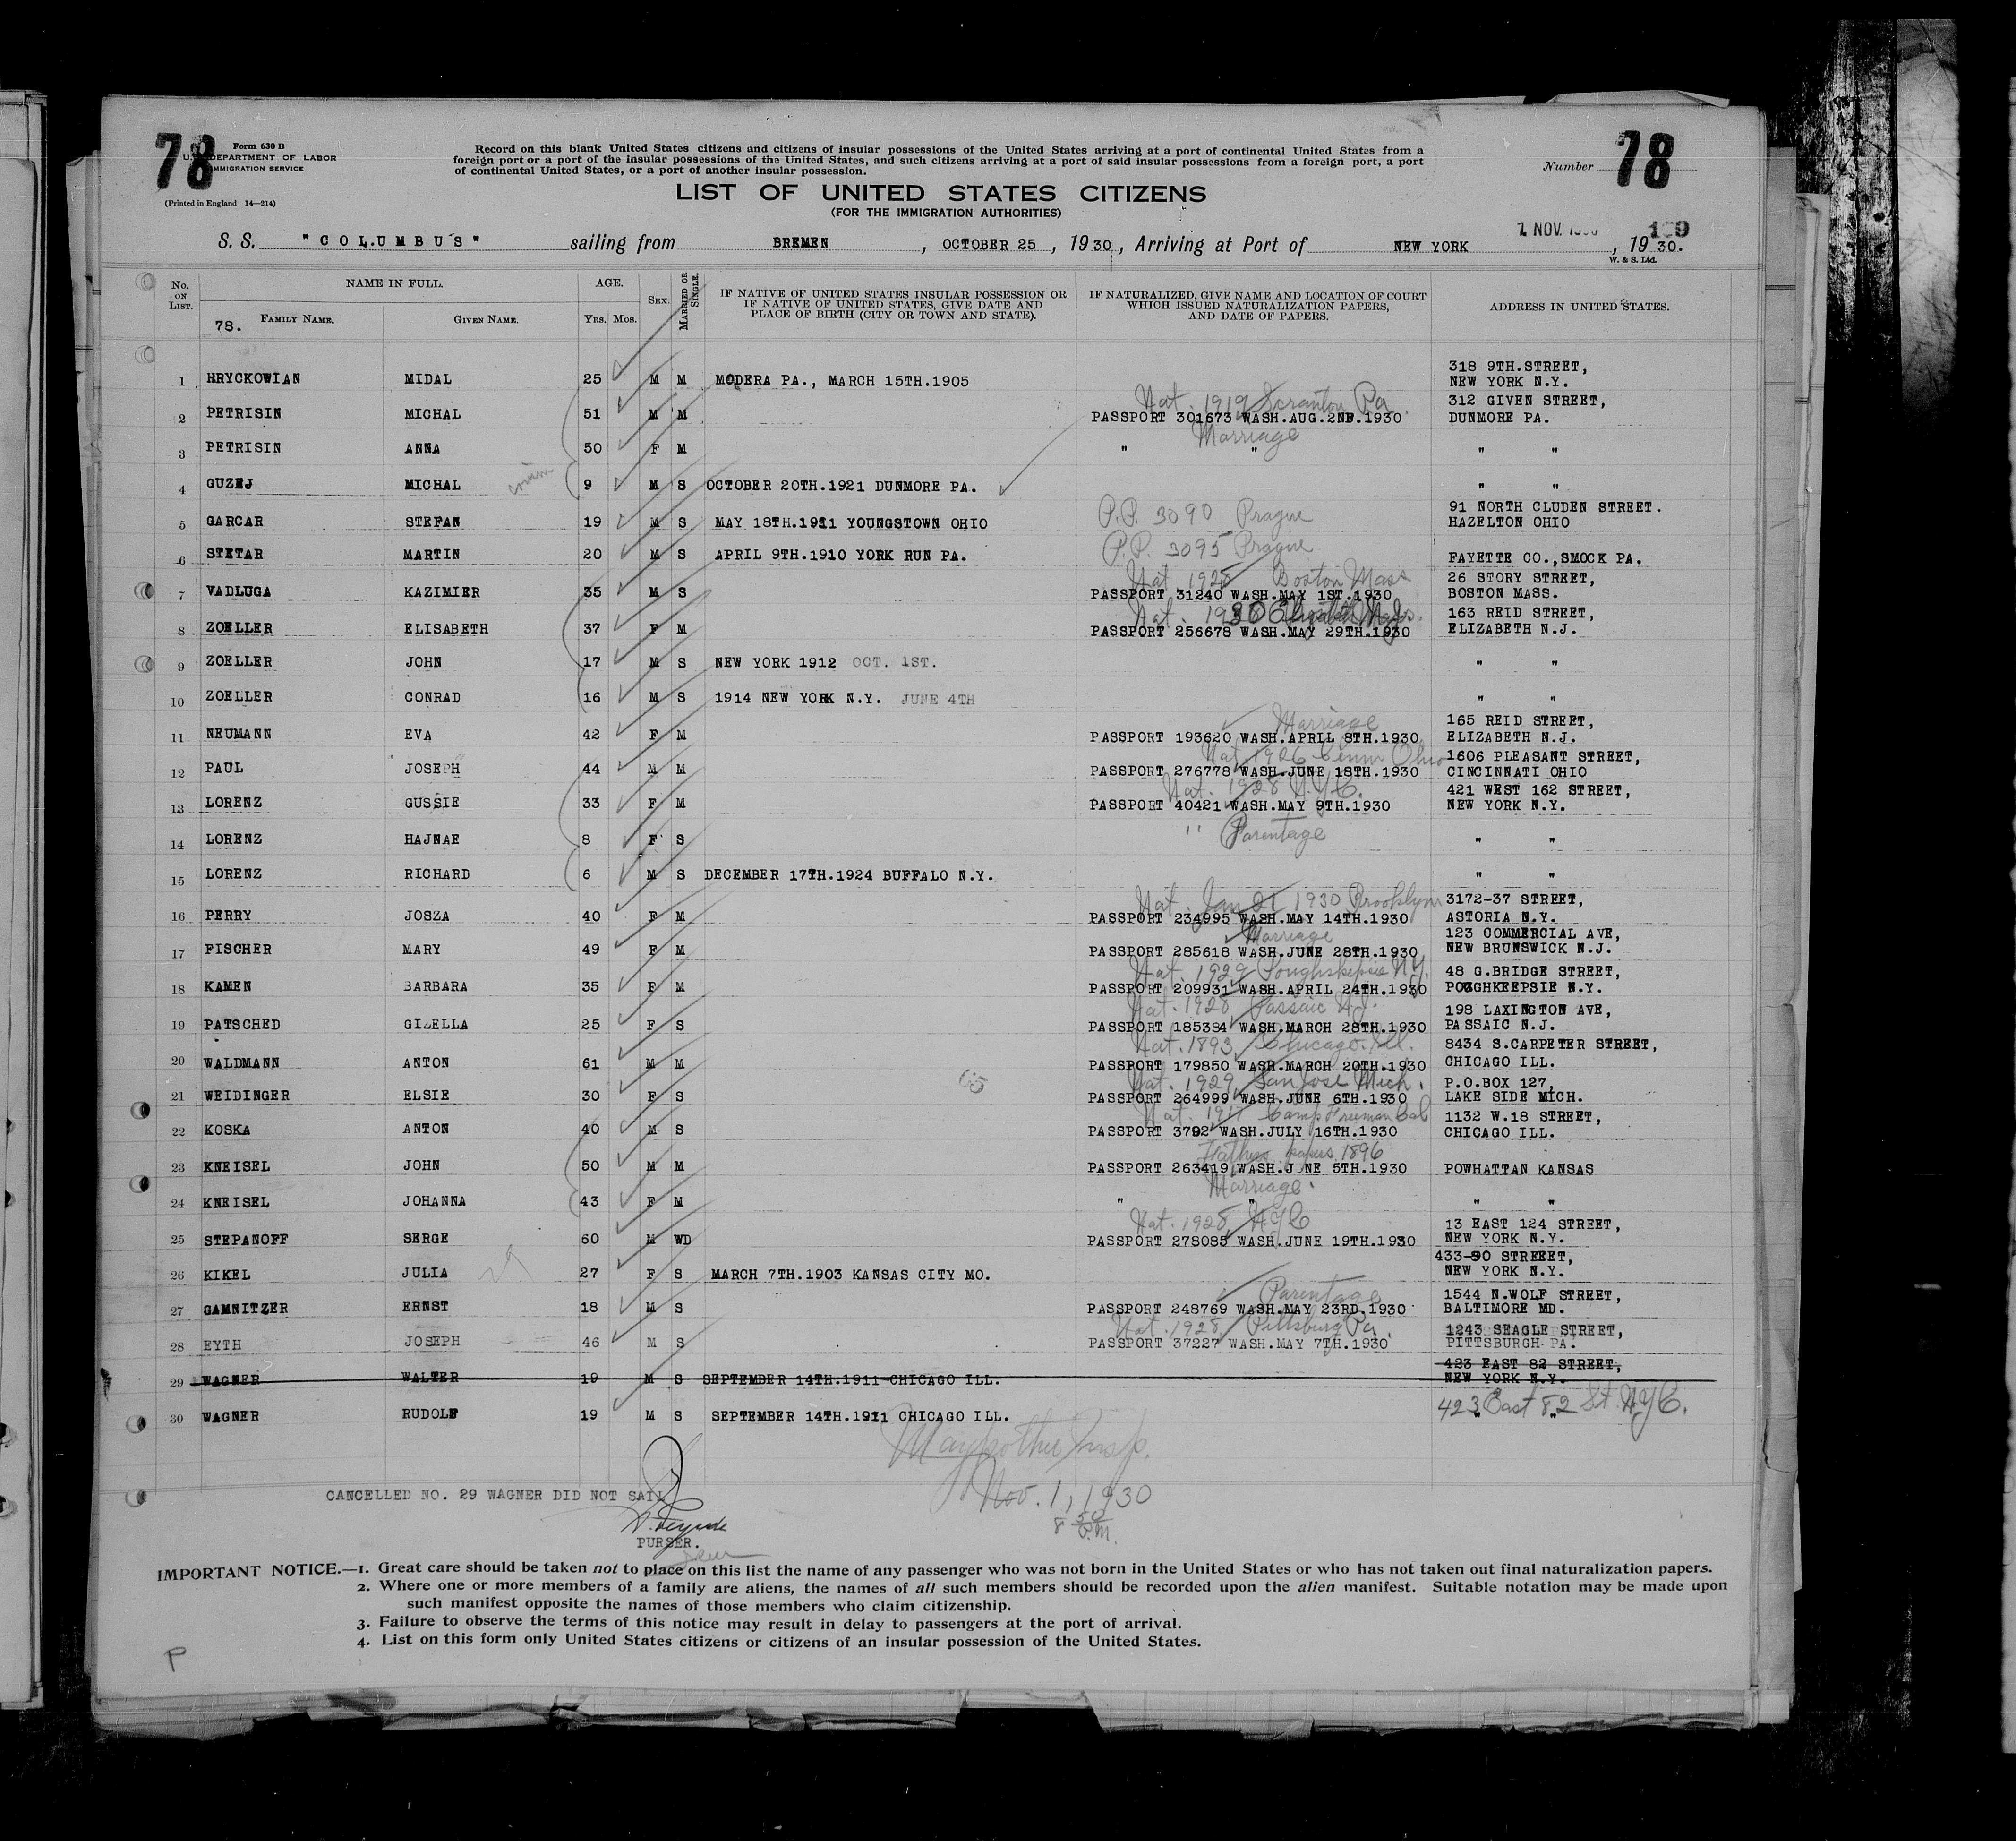 78
Form 630 B
U.S. DEPARTMENT OF LABOR
IMMIGRATION SERVICE
(Printed in England 14—214)
Record on this blank United States citizens and citizens of insular possessions of the United States arriving at a port of continental United States from a
foreign port or a port of the insular possessions of the United States, and such citizens arriving at a port of said insular possessions from a foreign port, a port
of continental United States, or a port of another insular possession.
Number 78
LIST OF UNITED STATES CITIZENS
(FOR THE IMMIGRATION AUTHORITIES)
S. S. "COLUMBUS" sailing from BREMEN, OCTOBER 25, 1930, Arriving at Port of NEW YORK 1 NOV. 1930, 1930.
W. & S. Ltd.
No. ON LIST. NAME IN FULL. AGE. SEX. MARRIED OR SINGLE. IF NATIVE OF UNITED STATES INSULAR POSSESSION OR IF NATIVE OF UNITED STATES, GIVE DATE AND PLACE OF BIRTH (CITY OR TOWN AND STATE). IF NATURALIZED, GIVE NAME AND LOCATION OF COURT WHICH ISSUED NATURALIZATION PAPERS, AND DATE OF PAPERS. ADDRESS IN UNITED STATES.
78. FAMILY NAME. GIVEN NAME. Yrs. Mos.
1 HRYCKOWIAN MIDAL 25 M M MADERA PA., MARCH 15TH.1905 318 9TH.STREET, NEW YORK N.Y.
2 PETRISIN MICHAL 51 M M Nat. 1919 Scranton Pa. PASSPORT 301673 WASH.AUG.2ND.1930 312 GIVEN STREET, DUNMORE PA.
3 PETRISIN ANNA 50 F M " Marriage " " "
4 GUZEJ MICHAL cousin 9 M S OCTOBER 20TH.1921 DUNMORE PA. " "
5 GARCAR STEFAN 19 M S MAY 18TH.1911 YOUNGSTOWN OHIO P.P. 3090 Prague 91 NORTH CLUDEN STREET. HAZELTON OHIO
6 STETAR MARTIN 20 M S APRIL 9TH.1910 YORK RUN PA. P.P. 3095 Prague FAYETTE CO.,SMOCK PA.
7 VADLUGA KAZIMIER 35 M S Nat. 1928 Boston Mass PASSPORT 31240 WASH.MAY 1ST.1930 26 STORY STREET, BOSTON MASS.
8 ZOELLER ELISABETH 37 F M Nat. 1930 Elizabeth N.J. PASSPORT 256678 WASH.MAY 29TH.1930 163 REID STREET, ELIZABETH N.J.
9 ZOELLER JOHN 17 M S NEW YORK 1912 OCT. 1ST. " "
10 ZOELLER CONRAD 16 M S 1914 NEW YORK N.Y. JUNE 4TH " "
11 NEUMANN EVA 42 F M Marriage PASSPORT 193620 WASH.APRIL 8TH.1930 165 REID STREET, ELIZABETH N.J.
12 PAUL JOSEPH 44 M M Nat. 1926 Cinn Ohio PASSPORT 276778 WASH.JUNE 18TH.1930 1606 PLEASANT STREET, CINCINNATI OHIO
13 LORENZ GUSSIE 33 F M Nat. 1928 N.Y.C. PASSPORT 40421 WASH.MAY 9TH.1930 421 WEST 162 STREET, NEW YORK N.Y.
14 LORENZ HAJNAE 8 F S " Parentage " "
15 LORENZ RICHARD 6 M S DECEMBER 17TH.1924 BUFFALO N.Y. " "
16 PERRY JOSZA 40 F M Nat. Jan 21 1930 Brooklyn PASSPORT 234995 WASH.MAY 14TH.1930 3172-37 STREET, ASTORIA N.Y.
17 FISCHER MARY 49 F M Marriage PASSPORT 285618 WASH.JUNE 28TH.1930 123 COMMERCIAL AVE, NEW BRUNSWICK N.J.
18 KAMEN BARBARA 35 F M Nat. 1929 Poughkepsie N.Y. PASSPORT 209931 WASH.APRIL 24TH.1930 48 G.BRIDGE STREET, POUGHKEEPSIE N.Y.
19 PATSCHED GIZELLA 25 F S Nat. 1928 Passaic N.J. PASSPORT 185384 WASH.MARCH 28TH.1930 198 LAXINGTON AVE, PASSAIC N.J.
20 WALDMANN ANTON 61 M M Nat. 1893 Chicago Ill. PASSPORT 179850 WASH.MARCH 20TH.1930 8434 S.CARPETER STREET, CHICAGO ILL.
65
21 WEIDINGER ELSIE 30 F S Nat. 1929 San Jose Mich. PASSPORT 264999 WASH.JUNE 6TH.1930 P.O.BOX 127, LAKE SIDE MICH.
22 KOSKA ANTON 40 M S Nat. 1917 Camp Freeman Cal PASSPORT 3792 WASH.JULY 16TH.1930 1132 W.18 STREET, CHICAGO ILL.
23 KNEISEL JOHN 50 M M Fathers papers 1896 PASSPORT 263419 WASH.JUNE 5TH.1930 POWHATTAN KANSAS
24 KNEISEL JOHANNA 43 F M " Marriage " " "
25 STEPANOFF SERGE 60 M WD Nat. 1928 N.Y.C PASSPORT 278085 WASH.JUNE 19TH.1930 13 EAST 124 STREET, NEW YORK N.Y.
26 KIKEL JULIA 27 F S MARCH 7TH.1903 KANSAS CITY MO. 433-90 STREEET, NEW YORK N.Y.
27 GAMNITZER ERNST 18 M S Parentage PASSPORT 248769 WASH.MAY 23RD.1930 1544 N.WOLF STREET, BALTIMORE MD.
28 EYTH JOSEPH 46 M S Nat. 1928 Pittsburg Pa. PASSPORT 37227 WASH.MAY 7TH.1930 1243 SEAGLE STREET, PITTSBURGH PA.
29 WAGNER WALTER 19 M S SEPTEMBER 14TH.1911 CHICAGO ILL. 423 EAST 82 STREET, NEW YORK N.Y.
30 WAGNER RUDOLF 19 M S SEPTEMBER 14TH.1911 CHICAGO ILL. 423 East 82 St. N.Y.C.
Insp.
CANCELLED NO. 29 WAGNER DID NOT SAIL
Nov. 1, 1930
8 50 P.M.
PURSER.
IMPORTANT NOTICE.—1. Great care should be taken not to place on this list the name of any passenger who was not born in the United States or who has not taken out final naturalization papers.
2. Where one or more members of a family are aliens, the names of all such members should be recorded upon the alien manifest. Suitable notation may be made upon
such manifest opposite the names of those members who claim citizenship.
3. Failure to observe the terms of this notice may result in delay to passengers at the port of arrival.
4. List on this form only United States citizens or citizens of an insular possession of the United States.
P